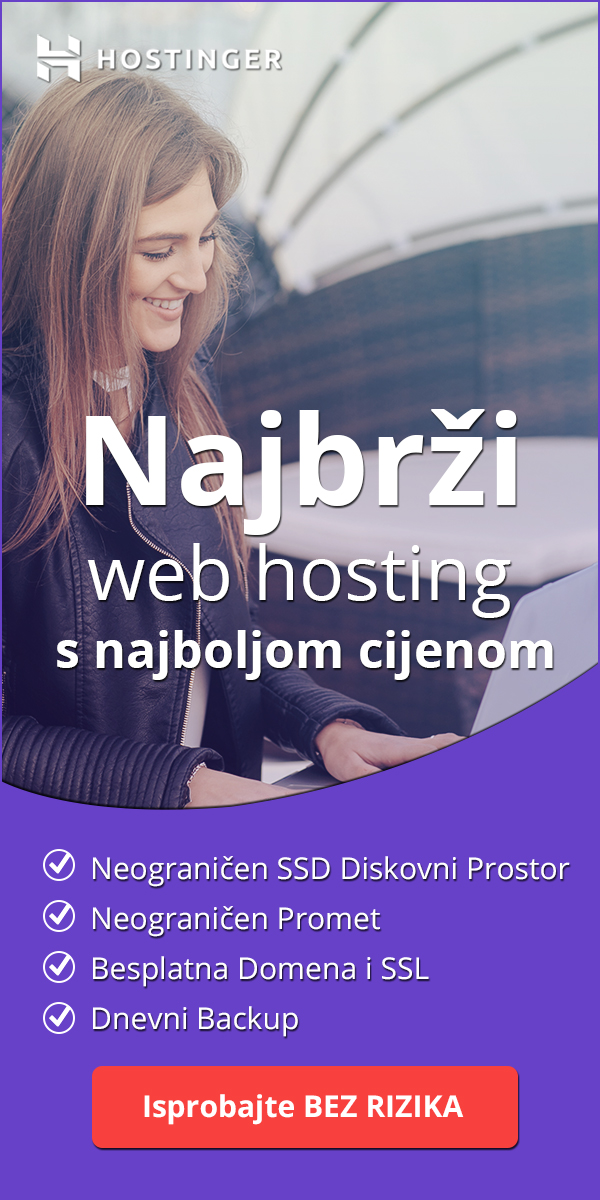 HOSTINGER
Najbrži
web hosting
s najboljom cijenom
Neograničen SSD Diskovni Prostor
Neograničen Promet
Besplatna Domena i SSL
Dnevni Backup
Isprobajte BEZ RIZIKA